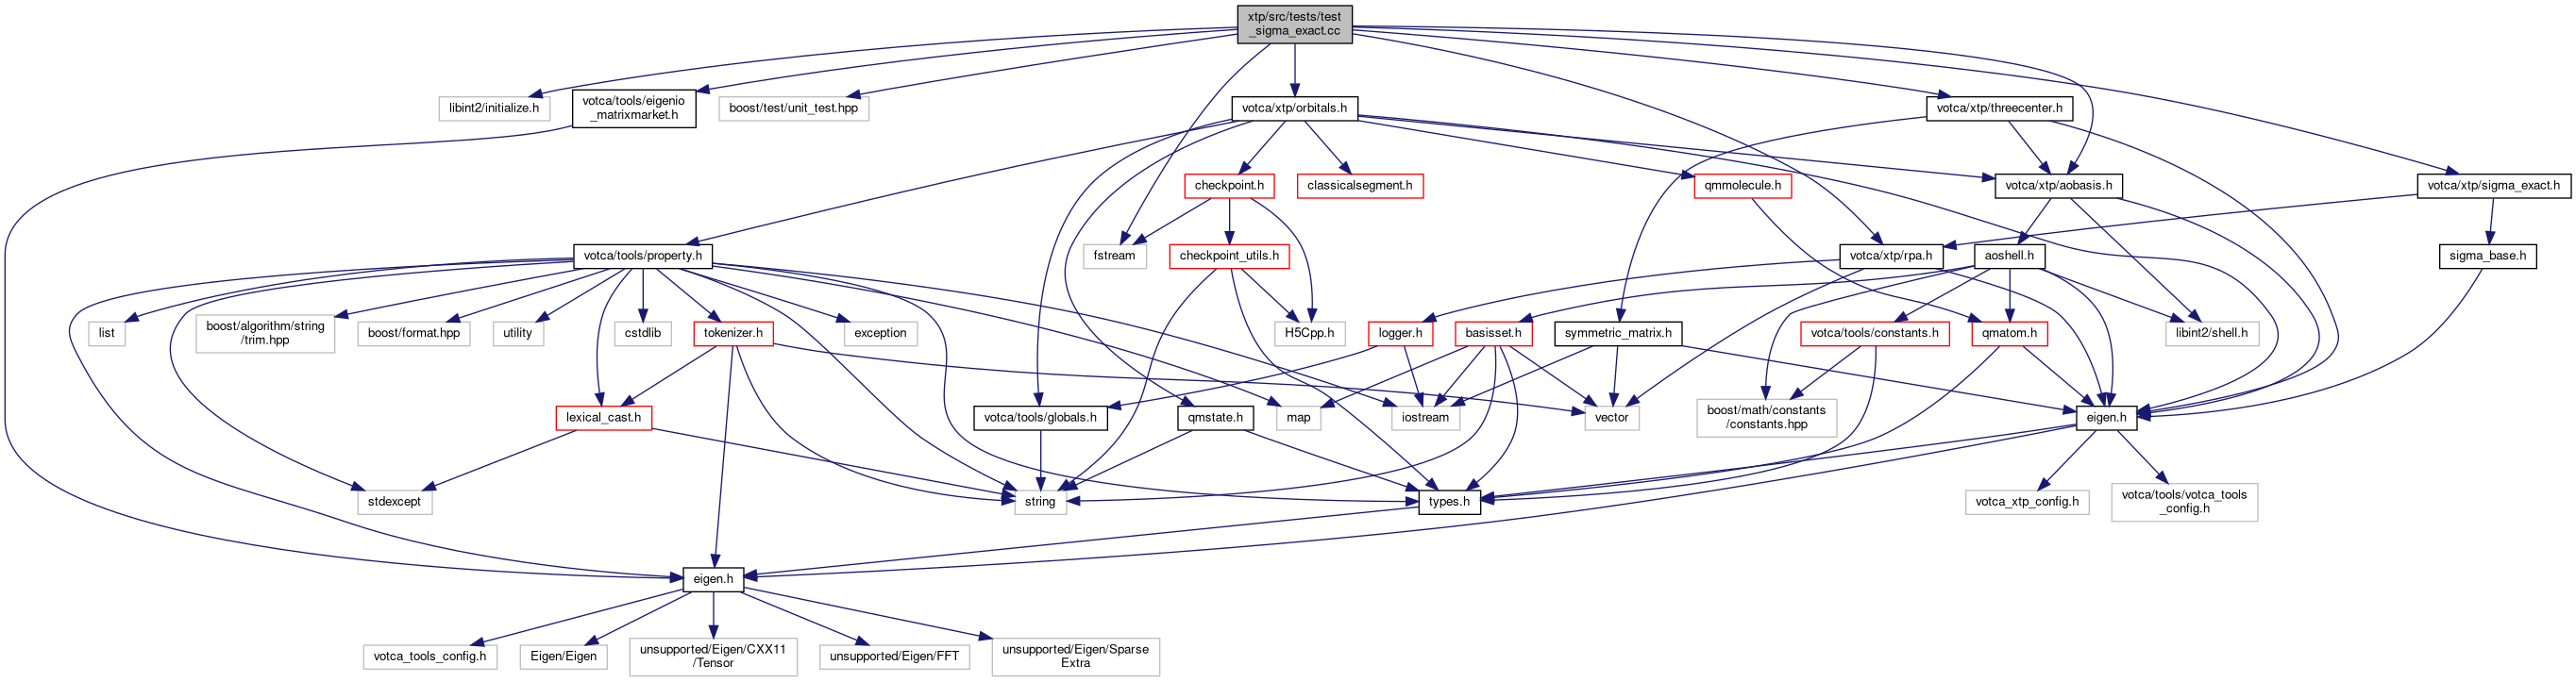 xtp/src/tests/test
_sigma_exact.cc
libint2/initialize.h
votca/tools/eigenio
_matrixmarket.h
boost/test/unit_test.hpp
votca/xtp/orbitals.h
votca/xtp/threecenter.h
checkpoint.h
classicalsegment.h
qmmolecule.h
votca/xtp/aobasis.h
votca/xtp/sigma_exact.h
votca/tools/property.h
fstream
checkpoint_utils.h
votca/xtp/rpa.h
aoshell.h
sigma_base.h
list
boost/algorithm/string
/trim.hpp
boost/format.hpp
utility
cstdlib
tokenizer.h
exception
H5Cpp.h
logger.h
basisset.h
symmetric_matrix.h
votca/tools/constants.h
qmatom.h
libint2/shell.h
lexical_cast.h
votca/tools/globals.h
qmstate.h
map
iostream
vector
boost/math/constants
/constants.hpp
eigen.h
stdexcept
string
types.h
votca_xtp_config.h
votca/tools/votca_tools
_config.h
eigen.h
votca_tools_config.h
Eigen/Eigen
unsupported/Eigen/CXX11
/Tensor
unsupported/Eigen/FFT
unsupported/Eigen/Sparse
Extra